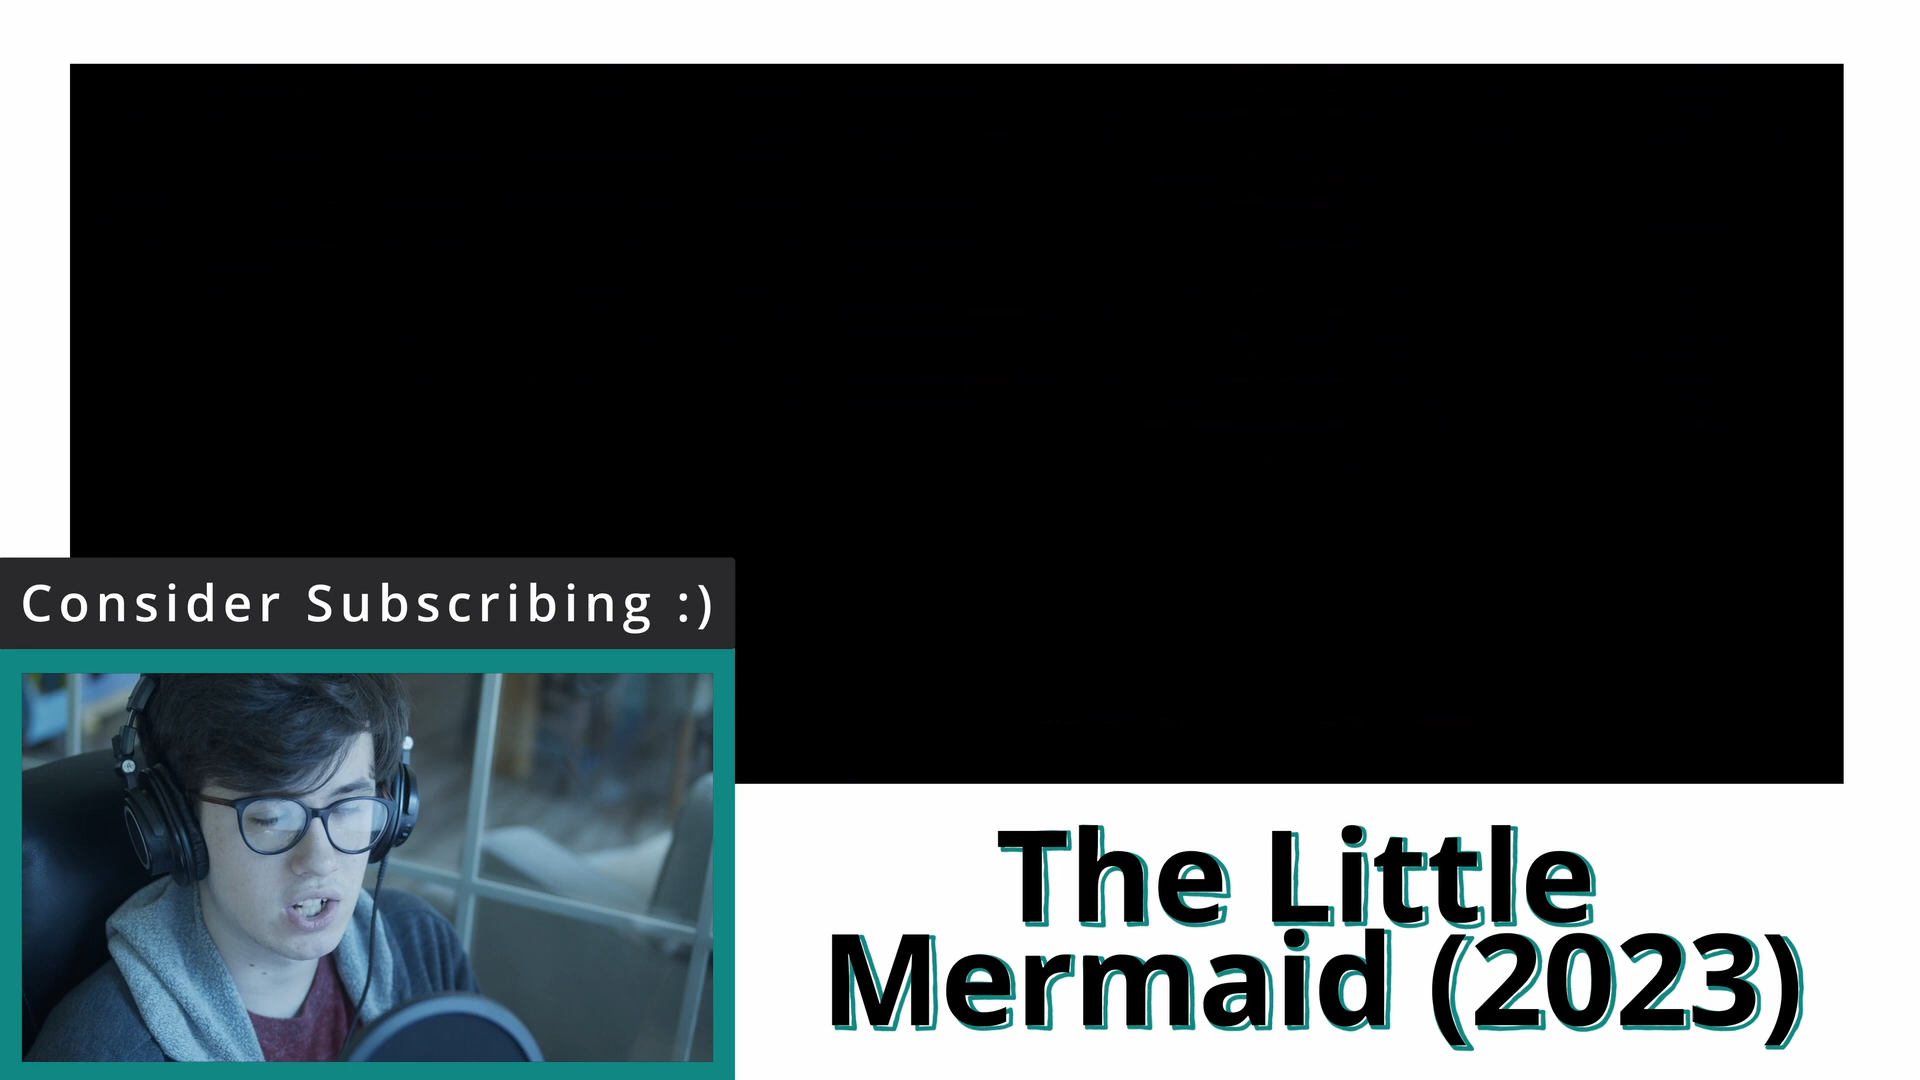 Consider Subscribing :)
The Little
Mermaid (2023)